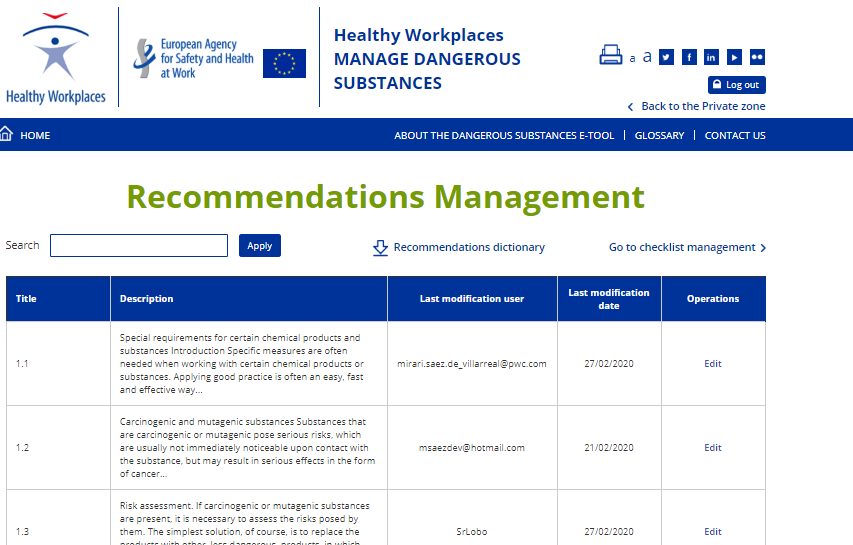 Healthy Workplaces
European Agency
for Safety and Health
at Work
Healthy Workplaces
MANAGE DANGEROUS
SUBSTANCES
a a
Log out
Back to the Private zone
HOME
ABOUT THE DANGEROUS SUBSTANCES E-TOOL | GLOSSARY | CONTACT US
Recommendations Management
Search
Apply
Recommendations dictionary
Go to checklist management
Title
Description
Last modification user
Last modification
date
Operations
1.1
Special requirements for certain chemical products and
substances Introduction Specific measures are often
needed when working with certain chemical products or
substances. Applying good practice is often an easy, fast
and effective way...
mirari.saez.de_villarreal@pwc.com
27/02/2020
Edit
1.2
Carcinogenic and mutagenic substances Substances that
are carcinogenic or mutagenic pose serious risks, which
are usually not immediately noticeable upon contact with
the substance, but may result in serious effects in the form
of cancer...
msaezdev@hotmail.com
21/02/2020
Edit
1.3
Risk assessment. If carcinogenic or mutagenic substances
are present, it is necessary to assess the risks posed by
them. The simplest solution, of course, is to replace the
products with other, less dangerous, products, in which
SrLobo
27/02/2020
Edit